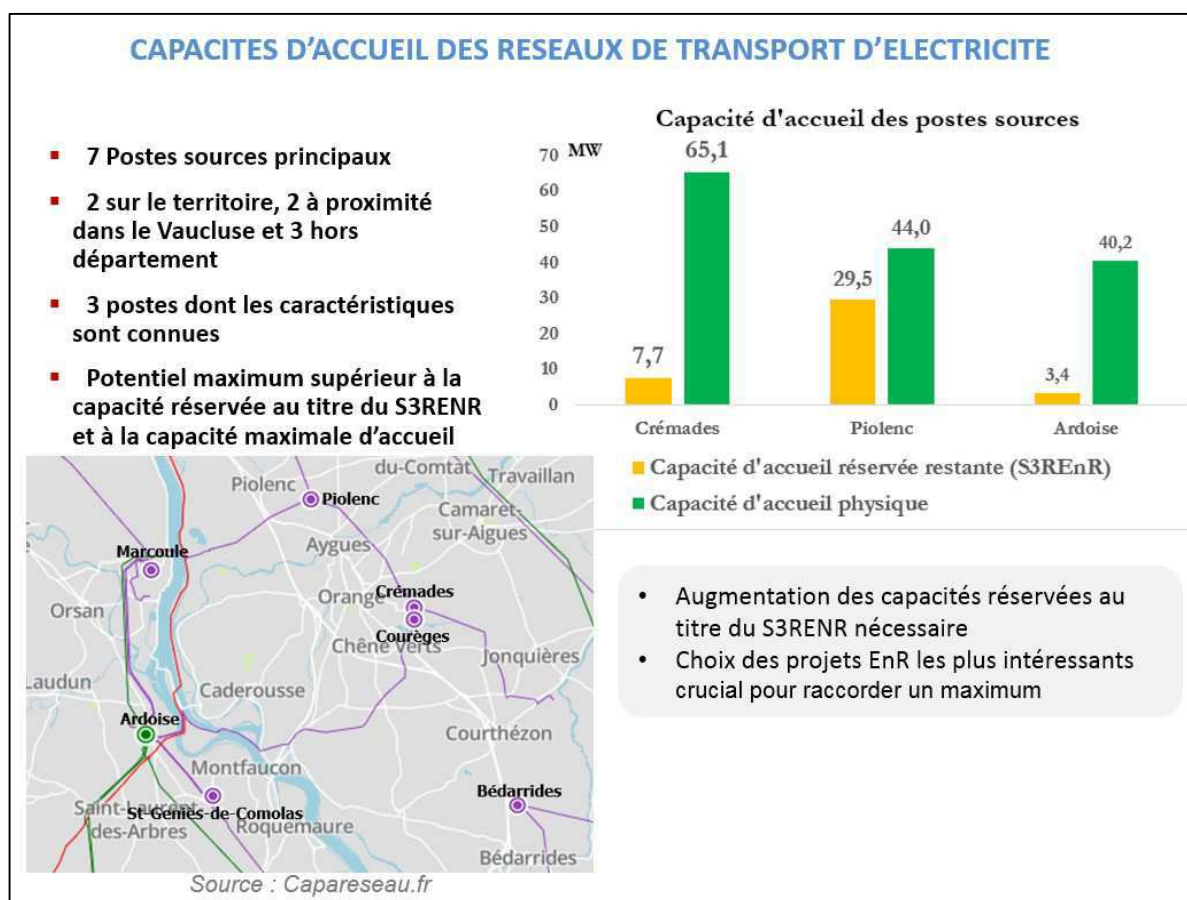 CAPACITES D'ACCUEIL DES RESEAUX DE TRANSPORT D'ELECTRICITE
▪ 7 Postes sources principaux
▪ 2 sur le territoire, 2 à proximité
dans le Vaucluse et 3 hors
département
▪ 3 postes dont les caractéristiques
sont connues
▪ Potentiel maximum supérieur à la
capacité réservée au titre du S3RENR
et à la capacité maximale d'accueil
Capacité d'accueil des postes sources
70 MW
60
50
40
30
20
10
0
65,1
44,0
40,2
29,5
7,7
3,4
Crémades Piolenc Ardoise
Capacité d'accueil réservée restante (S3REnR)
Capacité d'accueil physique
du-Comtat
Travaillan
Piolenc
Piolenc
Camaret-
sur-Aigues
Aygues
Marcoule
Orsan
Orange
Crémades
Courèges
Chêne Verts
Jonquières
Laudun
Caderousse
Ardoise
Courthézon
Montfaucon
Bédarrides
Saint-Laurent-
des-Arbres
St-Geniès-de-Comolas
Roquemaure
Bédarrides
Source : Capareseau.fr
• Augmentation des capacités réservées au
titre du S3RENR nécessaire
• Choix des projets EnR les plus intéressants
crucial pour raccorder un maximum